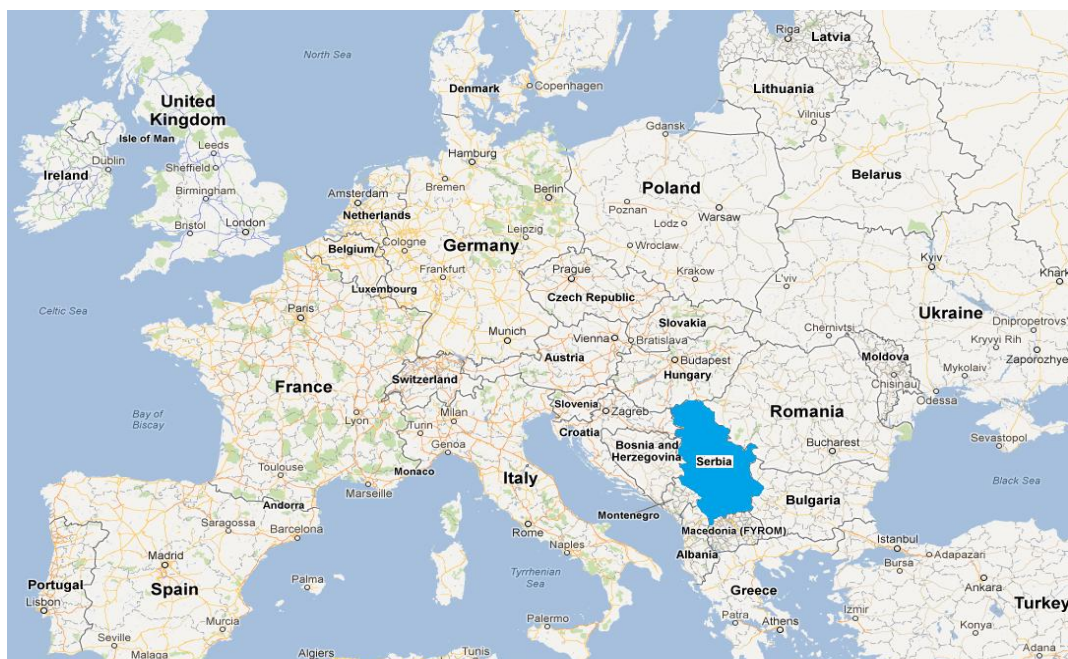 Riga
Latvia
North Sea
Denmark
Copenhagen
Lithuania
Vilnius
United
Kingdom
Isle of Man
Leeds
Gdansk
Dublin
Sheffield
Ireland
Hamburg
Belarus
Birmingham
Bremen
Berlin
Poland
Amsterdam
Poznan
Warsaw
Netherlands
Lodz
Bristol
London
Leipzig
Germany
Cologne
Belgium
Wroclaw
Kyiv
Frankfurt
Prague
Krakow
L'viv
Khark
Luxembourg
Czech Republic
Celtic Sea
Paris
Ukraine
Slovakia
Dnipropetrovs'
Chernivtsi
Munich
Vienna
Bratislava
Kryvyi Rih
Austria
Budapest
Moldova
Zaporozhye
Hungary
Mykolaiv
Switzerland
Chisinau
France
Odessa
Slovenia
Zagreb
Romania
Bay of
Biscay
Lyon
Milan
Turin
Croatia
Sevastopol
Genoa
Bosnia and
Herzegovina
Bucharest
Serbia
Toulouse
Monaco
Italy
Marseille
Black Sea
Andorra
Bulgaria
Montenegro
Saragossa
Barcelona
Rome
Macedonia (FYROM)
Istanbul
Naples
Albania
Adapazari
Madrid
Bursa
Tyrrhenian
Sea
Palma
Portugal
Spain
Greece
Ankara
Lisbon
Turkey
Palermo
Patra
Izmir
Murcia
Athens
Konya
Seville
Adana
Malaga
Algiers
Tunis